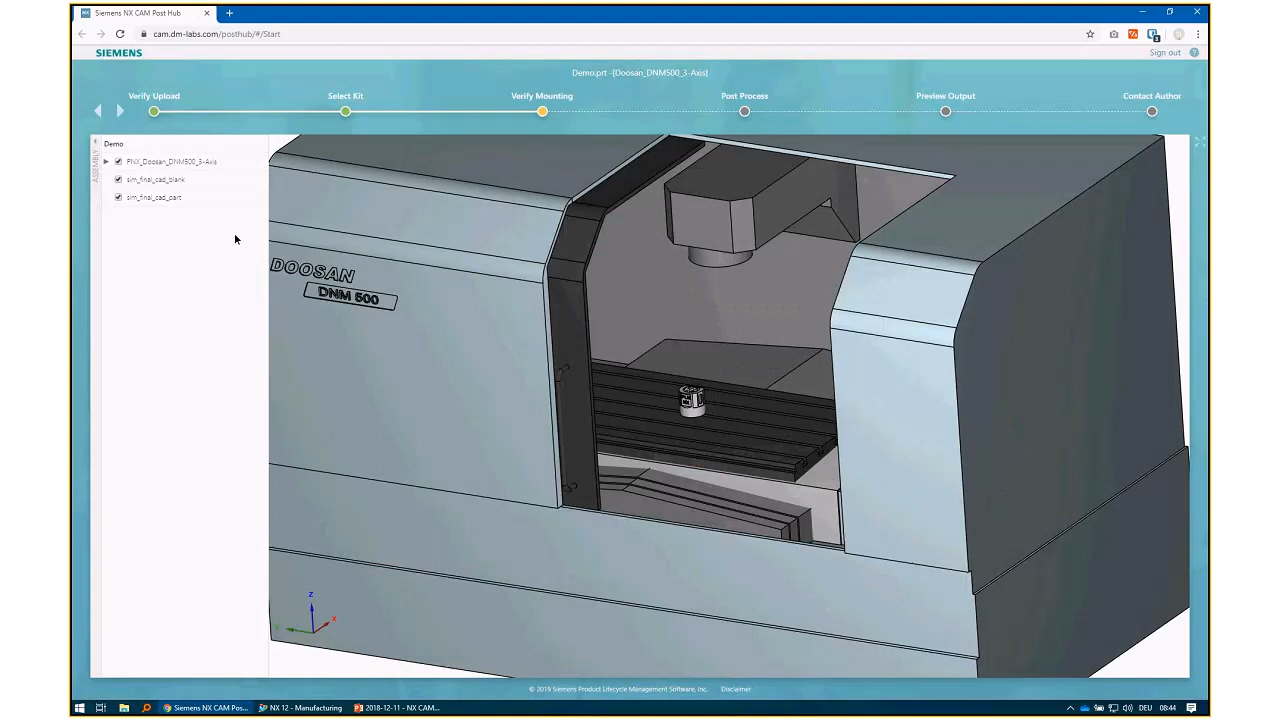 Siemens NX CAM Post Hub
cam.dm-labs.com/posthub/#/Start
SIEMENS
Sign out
Demo.prt -[Doosan_DNM500_3-Axis]
Verify Upload
Select Kit
Verify Mounting
Post Process
Preview Output
Contact Author
ASSEMBLY
Demo
PNX_Doosan_DNM500_3-Axis
sim_final_cad_blank
sim_final_cad_part
DOOSAN
DNM 500
Z
X
Y
© 2019 Siemens Product Lifecycle Management Software, Inc. Disclaimer
Siemens NX CAM Pos...
NX 12 - Manufacturing
2018-12-11 - NX CAM...
DEU
08:44